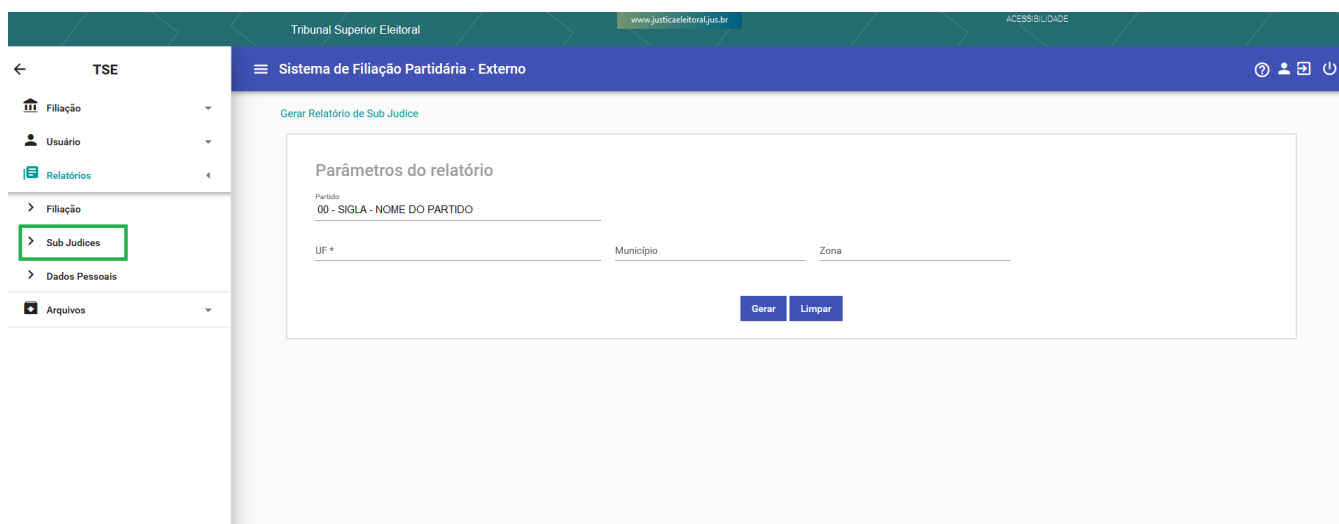 Tribunal Superior Eleitoral
www.justicaeleitoral.jus.br
ACESSIBILIDADE
TSE
Sistema de Filiação Partidária - Externo
Filiação
Usuário
Relatórios
Filiação
Sub Judices
Dados Pessoais
Arquivos
Gerar Relatório de Sub Judice
Parâmetros do relatório
Partido
00 - SIGLA - NOME DO PARTIDO
UF * Município Zona
Gerar Limpar